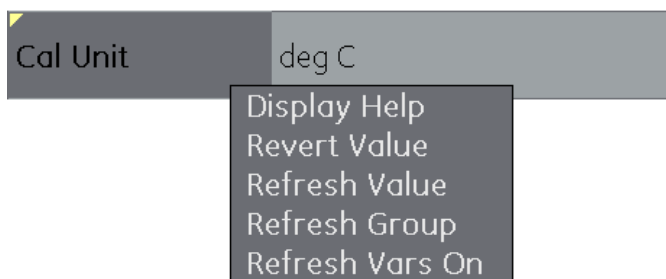 Cal Unit deg C
Display Help
Revert Value
Refresh Value
Refresh Group
Refresh Vars On